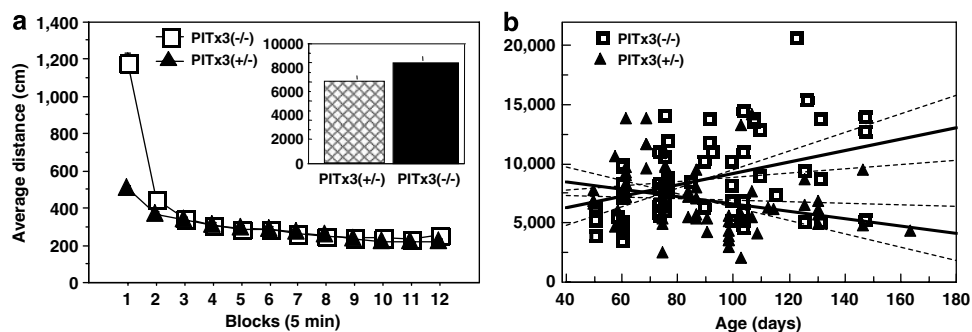 a
1,400
1,200
1,000
800
600
400
200
0
Average distance (cm)
PITx3(-/-)
PITx3(+/-)
10000
8000
6000
4000
2000
0
PITx3(+/-) PITx3(-/-)
1 2 3 4 5 6 7 8 9 10 11 12
Blocks (5 min)
b
20,000
15,000
10,000
5,000
0
PITx3(-/-)
PITx3(+/-)
40 60 80 100 120 140 160 180
Age (days)